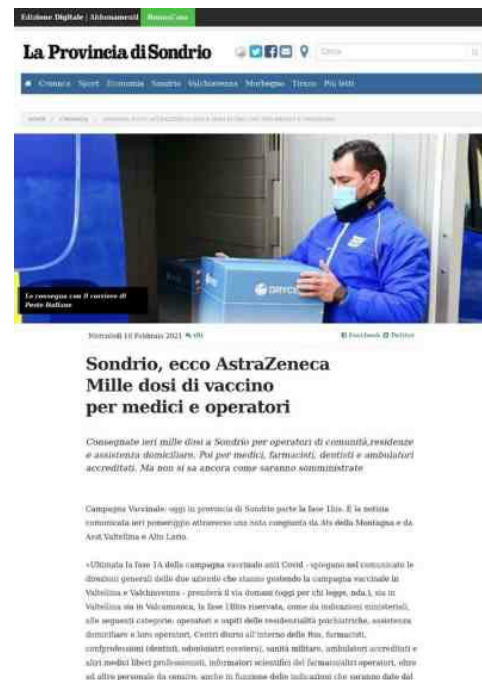 Edizione Digitale | Abbonamenti
La Provincia di Sondrio
Cerca
Cronaca Sport Economia Sondrio Valchiavenna Morbegno Tirano Più letti
HOME / CRONACA /
DRYCE
La consegna con il corriere di
Poste Italiane
Mercoledì 10 Febbraio 2021
Facebook Twitter
Sondrio, ecco AstraZeneca
Mille dosi di vaccino
per medici e operatori
Consegnate ieri mille dosi a Sondrio per operatori di comunità,residenze
e assistenza domiciliare. Poi per medici, farmacisti, dentisti e ambulatori
accreditati. Ma non si sa ancora come saranno somministrate
Campagna Vaccinale: oggi in provincia di Sondrio parte la fase 1bis. È la notizia
comunicata ieri pomeriggio attraverso una nota congiunta da Ats della Montagna e da
Asst Valtellina e Alto Lario.
«Ultimata la fase 1A della campagna vaccinale anti Covid - spiegano nel comunicato le
direzioni generali delle due aziende che stanno gestendo la campagna vaccinale in
Valtellina e Valchiavenna - prenderà il via domani (oggi per chi legge, nda.), sia in
Valtellina sia in Valcamonica, la fase 1Bis riservata, come da indicazioni ministeriali,
alle seguenti categorie: operatori e ospiti delle residenzialità psichiatriche, assistenza
domiciliare e loro operatori, Centri diurni all'interno delle Rsa, farmacisti,
(dentisti, odontoiatri eccetera), sanità militare, ambulatori accreditati e
altri medici liberi professionisti, informatori scientifici del farmaco/altri operatori, oltre
ad altro personale da censire, anche in funzione delle indicazioni che saranno date dal